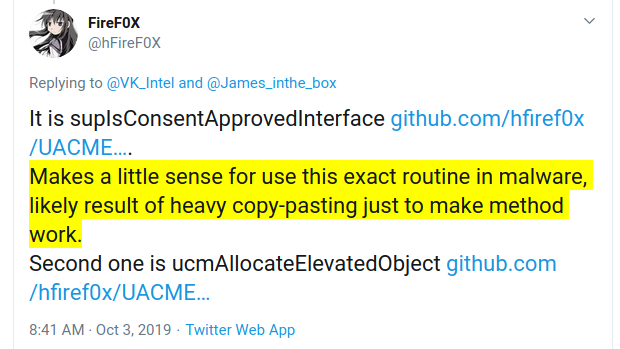 FireF0X
@hFireF0X
Replying to @VK_Intel and @James_inthe_box
It is supIsConsentApprovedInterface github.com/hfiref0x
/UACME….
Makes a little sense for use this exact routine in malware,
likely result of heavy copy-pasting just to make method
work.
Second one is ucmAllocateElevatedObject github.com
/hfiref0x/UACME…
8:41 AM · Oct 3, 2019 · Twitter Web App